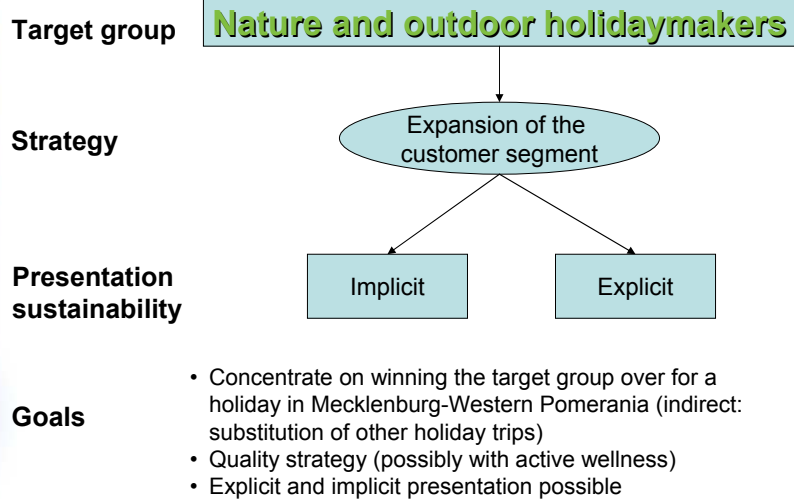 Target group
Nature and outdoor holidaymakers
Strategy
Expansion of the
customer segment
Presentation
sustainability
Implicit
Explicit
Goals
• Concentrate on winning the target group over for a
holiday in Mecklenburg-Western Pomerania (indirect:
substitution of other holiday trips)
• Quality strategy (possibly with active wellness)
• Explicit and implicit presentation possible